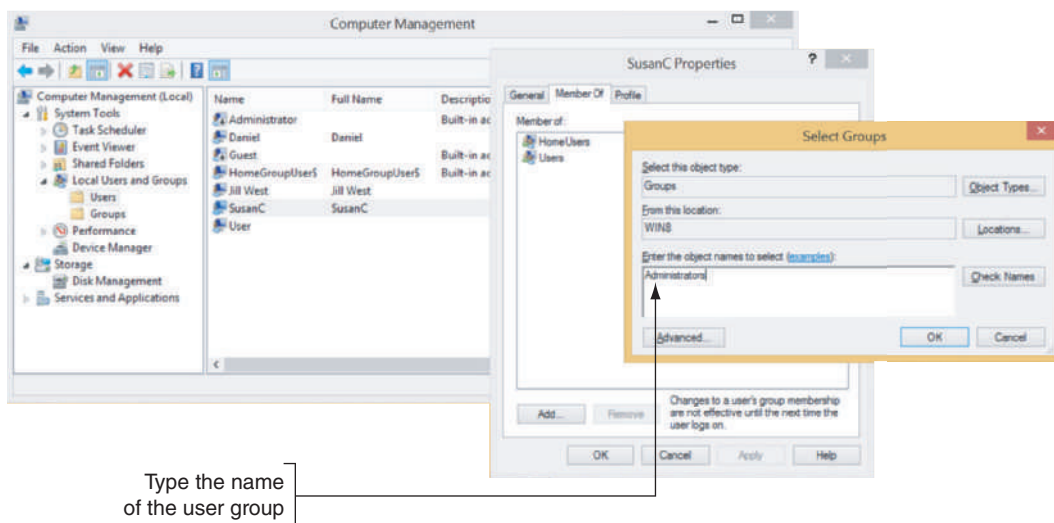 Computer Management
File Action View Help
Computer Management (Local)
System Tools
Task Scheduler
Event Viewer
Shared Folders
Local Users and Groups
Users
Groups
Performance
Device Manager
Storage
Disk Management
Services and Applications
Name Full Name Descriptio
Administrator Built-in ac
Daniel Daniel
Guest Built-in ac
HomeGroupUser$ HomeGroupUser$ Built-in ac
Jill West Jill West
SusanC SusanC
User
SusanC Properties
General Member Of Profile
Member of:
HomeUsers
Users
Add... Remove
Changes to a user's group membership
are not effective until the next time the
user logs on.
OK Cancel Apply Help
Select Groups
Select this object type:
Groups Object Types...
From this location:
WIN8 Locations...
Enter the object names to select (examples):
Administrators Check Names
Advanced... OK Cancel
Type the name
of the user group